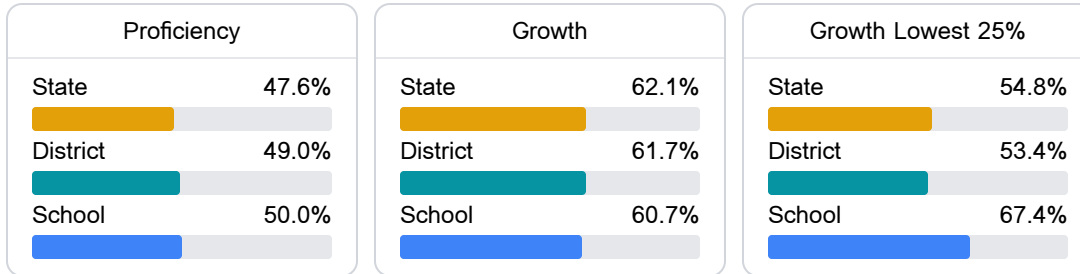 Proficiency
State 47.6%
District 49.0%
School 50.0%
Growth
State 62.1%
District 61.7%
School 60.7%
Growth Lowest 25%
State 54.8%
District 53.4%
School 67.4%